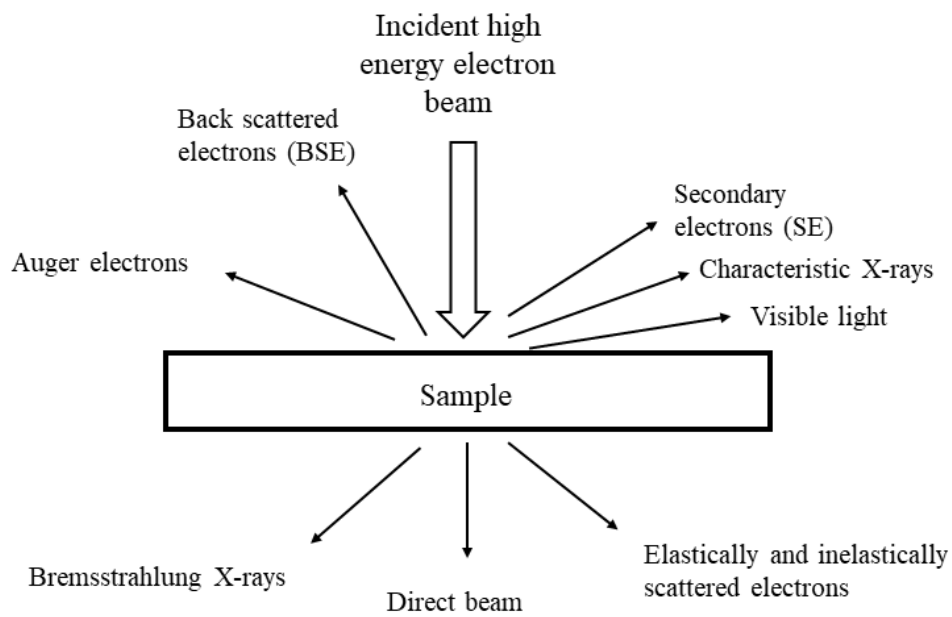 Incident high
energy electron
beam
Back scattered
electrons (BSE)
Secondary
electrons (SE)
Auger electrons
Characteristic X-rays
Visible light
Sample
Bremsstrahlung X-rays
Direct beam
Elastically and inelastically
scattered electrons